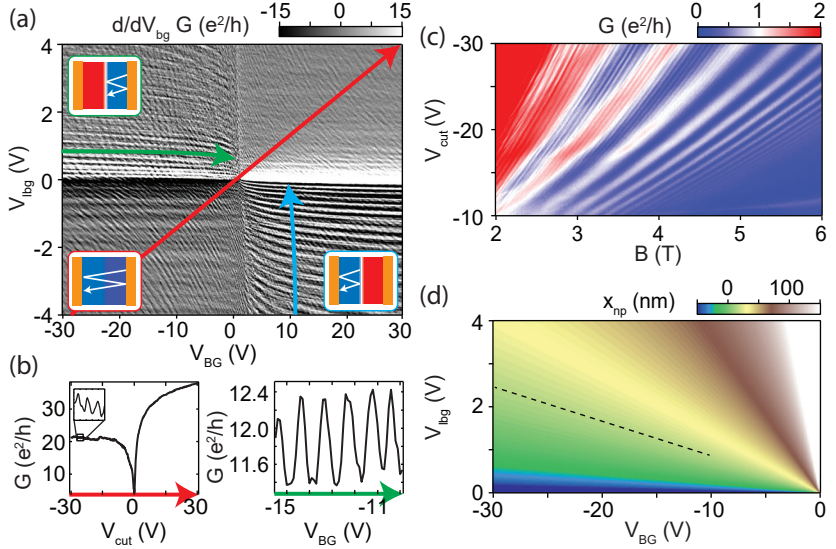 (a)
d/dV_bg G (e²/h)
-15
15
V_lbg (V)
4
2
0
-2
-4
-30
-20
-10
0
10
20
30
V_BG (V)
(b)
G (e²/h)
30
20
10
-30
0
30
V_cut (V)
G (e²/h)
12.4
12.0
11.6
-15
-9
V_BG (V)
(c)
G (e²/h)
0
1
2
V_cut (V)
-30
-20
-10
2
3
4
5
6
B (T)
(d)
x_np (nm)
0
100
V_lbg (V)
4
2
0
-30
-20
-10
0
V_BG (V)